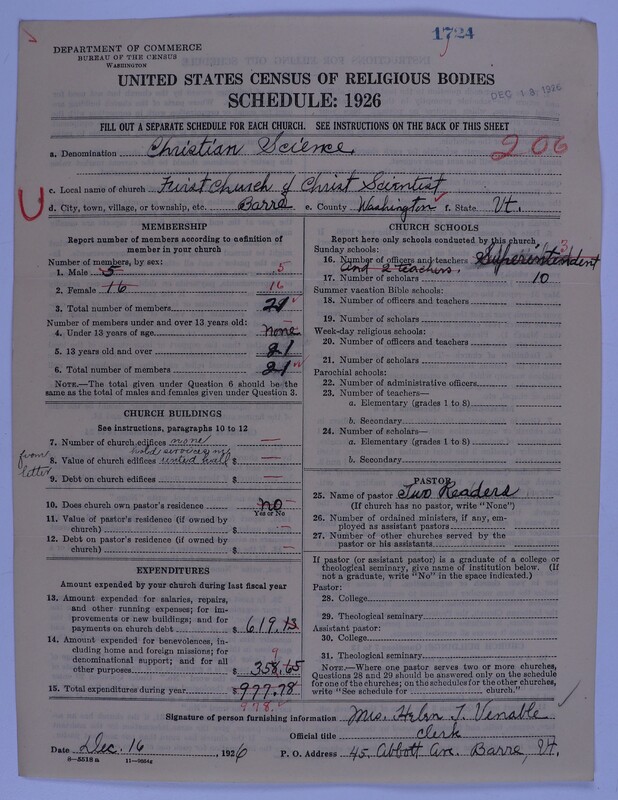 1724
DEPARTMENT OF COMMERCE
BUREAU OF THE CENSUS
WASHINGTON
UNITED STATES CENSUS OF RELIGIOUS BODIES
SCHEDULE: 1926
DEC 18 1926
FILL OUT A SEPARATE SCHEDULE FOR EACH CHURCH. SEE INSTRUCTIONS ON THE BACK OF THIS SHEET
a. Denomination Christian Science
206
c. Local name of church First Church of Christ Scientist
d. City, town, village, or township, etc. Barre e. County Washington f. State Vt.
MEMBERSHIP
Report number of members according to definition of
member in your church
Number of members, by sex:
1. Male 5 5
2. Female 16 16
3. Total number of members 21
Number of members under and over 13 years old:
4. Under 13 years of age none
5. 13 years old and over 21
6. Total number of members 21
NOTE.—The total given under Question 6 should be the
same as the total of males and females given under Question 3.
CHURCH BUILDINGS
See instructions, paragraphs 10 to 12
7. Number of church edifices none —
hold services in
from letter
8. Value of church edifices rented hall $ —
9. Debt on church edifices $ —
10. Does church own pastor's residence no
Yes or No
11. Value of pastor's residence (if owned by
church) $ —
12. Debt on pastor's residence (if owned by
church) $ —
EXPENDITURES
Amount expended by your church during last fiscal year
13. Amount expended for salaries, repairs,
and other running expenses; for im-
provements or new buildings; and for
payments on church debt $ 619.13
14. Amount expended for benevolences, in-
cluding home and foreign missions; for
denominational support; and for all
other purposes $ 358.65
9
15. Total expenditures during year $ 977.78
978.
CHURCH SCHOOLS
Report here only schools conducted by this church
Sunday schools:
16. Number of officers and teachers Superintendent 3
and 2 teachers.
17. Number of scholars 10
Summer vacation Bible schools:
18. Number of officers and teachers
19. Number of scholars
Week-day religious schools:
20. Number of officers and teachers
21. Number of scholars
Parochial schools:
22. Number of administrative officers
23. Number of teachers—
a. Elementary (grades 1 to 8)
b. Secondary
24. Number of scholars—
a. Elementary (grades 1 to 8)
b. Secondary
PASTOR
25. Name of pastor Two Readers
(If church has no pastor, write "None")
26. Number of ordained ministers, if any, em-
ployed as assistant pastors
27. Number of other churches served by the
pastor or his assistants
If pastor (or assistant pastor) is a graduate of a college or
theological seminary, give name of institution below. (If
not a graduate, write "No" in the space indicated.)
Pastor:
28. College
29. Theological seminary
Assistant pastor:
30. College
31. Theological seminary
NOTE.—Where one pastor serves two or more churches,
Questions 28 and 29 should be answered only on the schedule
for one of the churches; on the schedules for the other churches,
write "See schedule for church."
Signature of person furnishing information Mrs. Helen T. Venable
Official title clerk
Date Dec. 16 1926 P. O. Address 45 Abbott Ave. Barre, Vt.